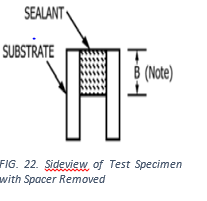 SEALANT
SUBSTRATE
B (Note)
FIG. 22. Sideview of Test Specimen
with Spacer Removed